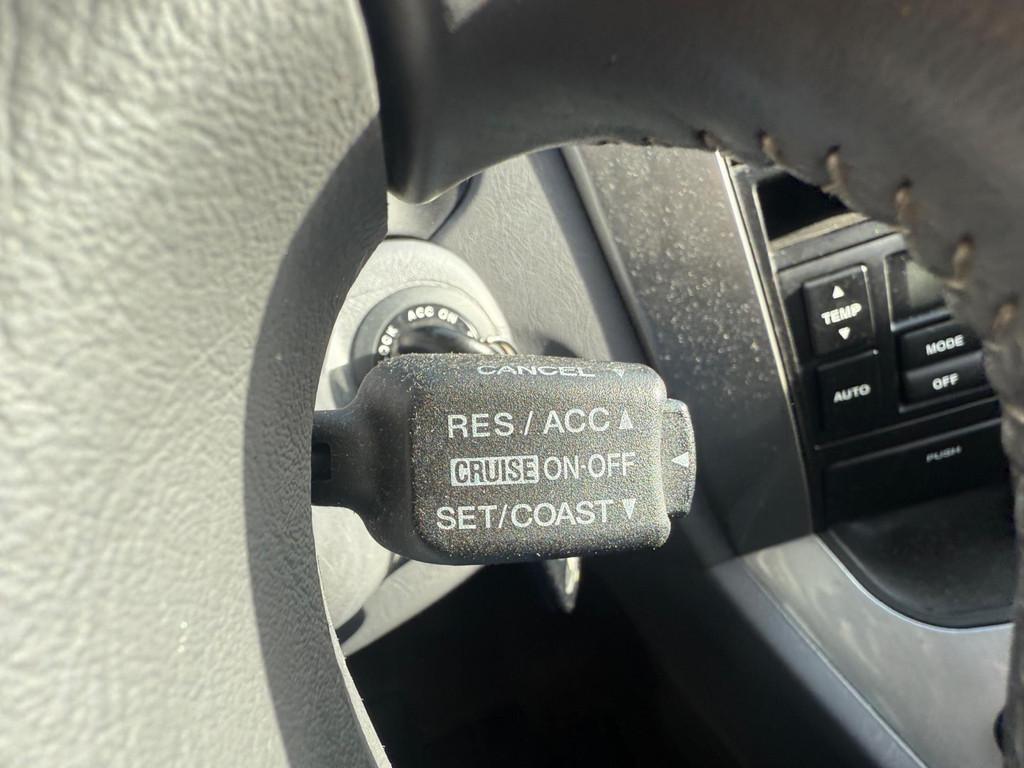 ACC ON
CANCEL ▼
RES / ACC ▲
CRUISE ON·OFF ◀
SET/COAST ▼
▲
TEMP
▼
MODE
AUTO
OFF
PUSH